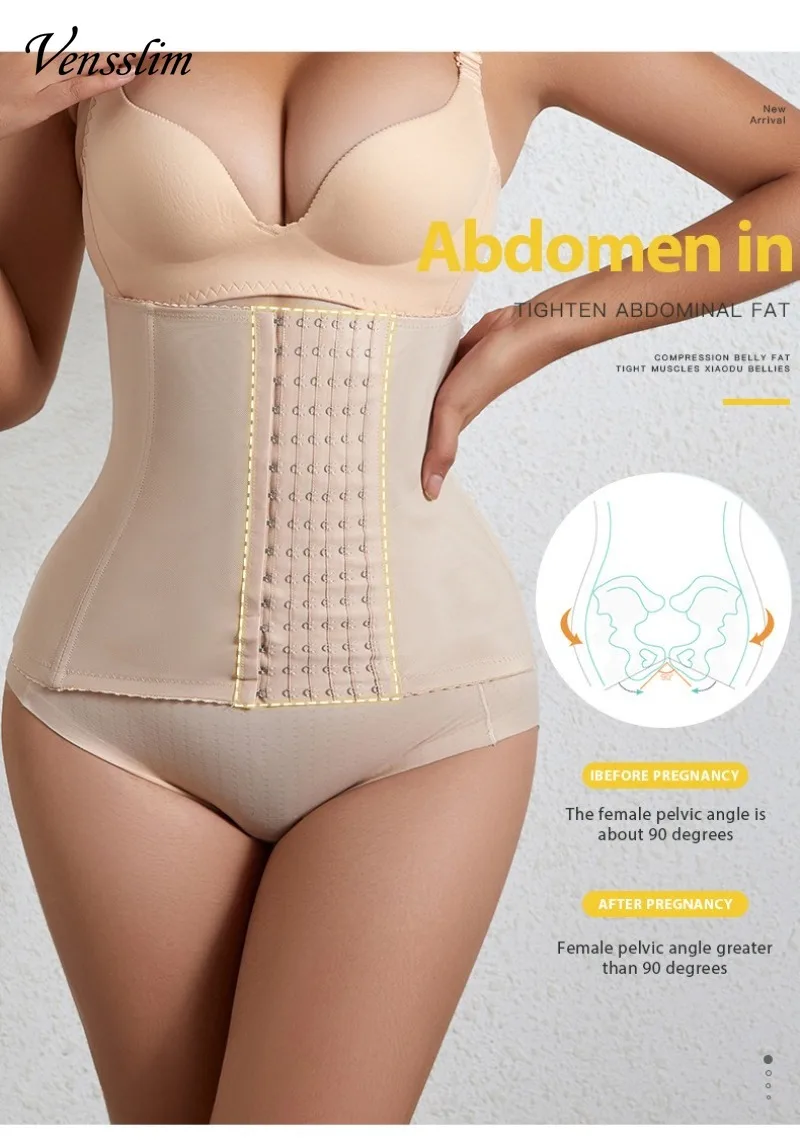 Vensslim
New
Arrival
Abdomen in
TIGHTEN ABDOMINAL FAT
COMPRESSION BELLY FAT
TIGHT MUSCLES XIAODU BELLIES
90°
IBEFORE PREGNANCY
The female pelvic angle is
about 90 degrees
AFTER PREGNANCY
Female pelvic angle greater
than 90 degrees